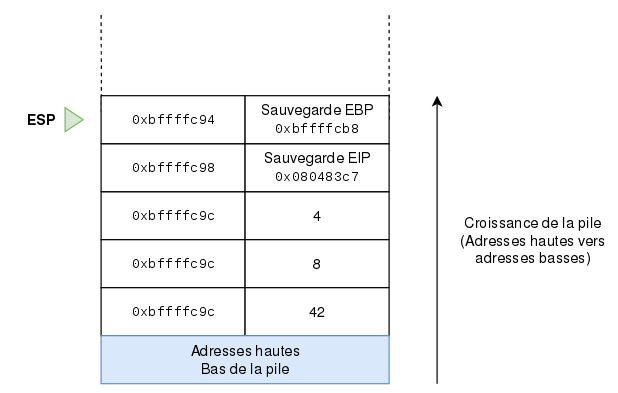 ESP
0xbffffc94
Sauvegarde EBP
0xbffffcb8
0xbffffc98
Sauvegarde EIP
0x080483c7
0xbffffc9c
4
0xbffffc9c
8
0xbffffc9c
42
Adresses hautes
Bas de la pile
Croissance de la pile
(Adresses hautes vers
adresses basses)